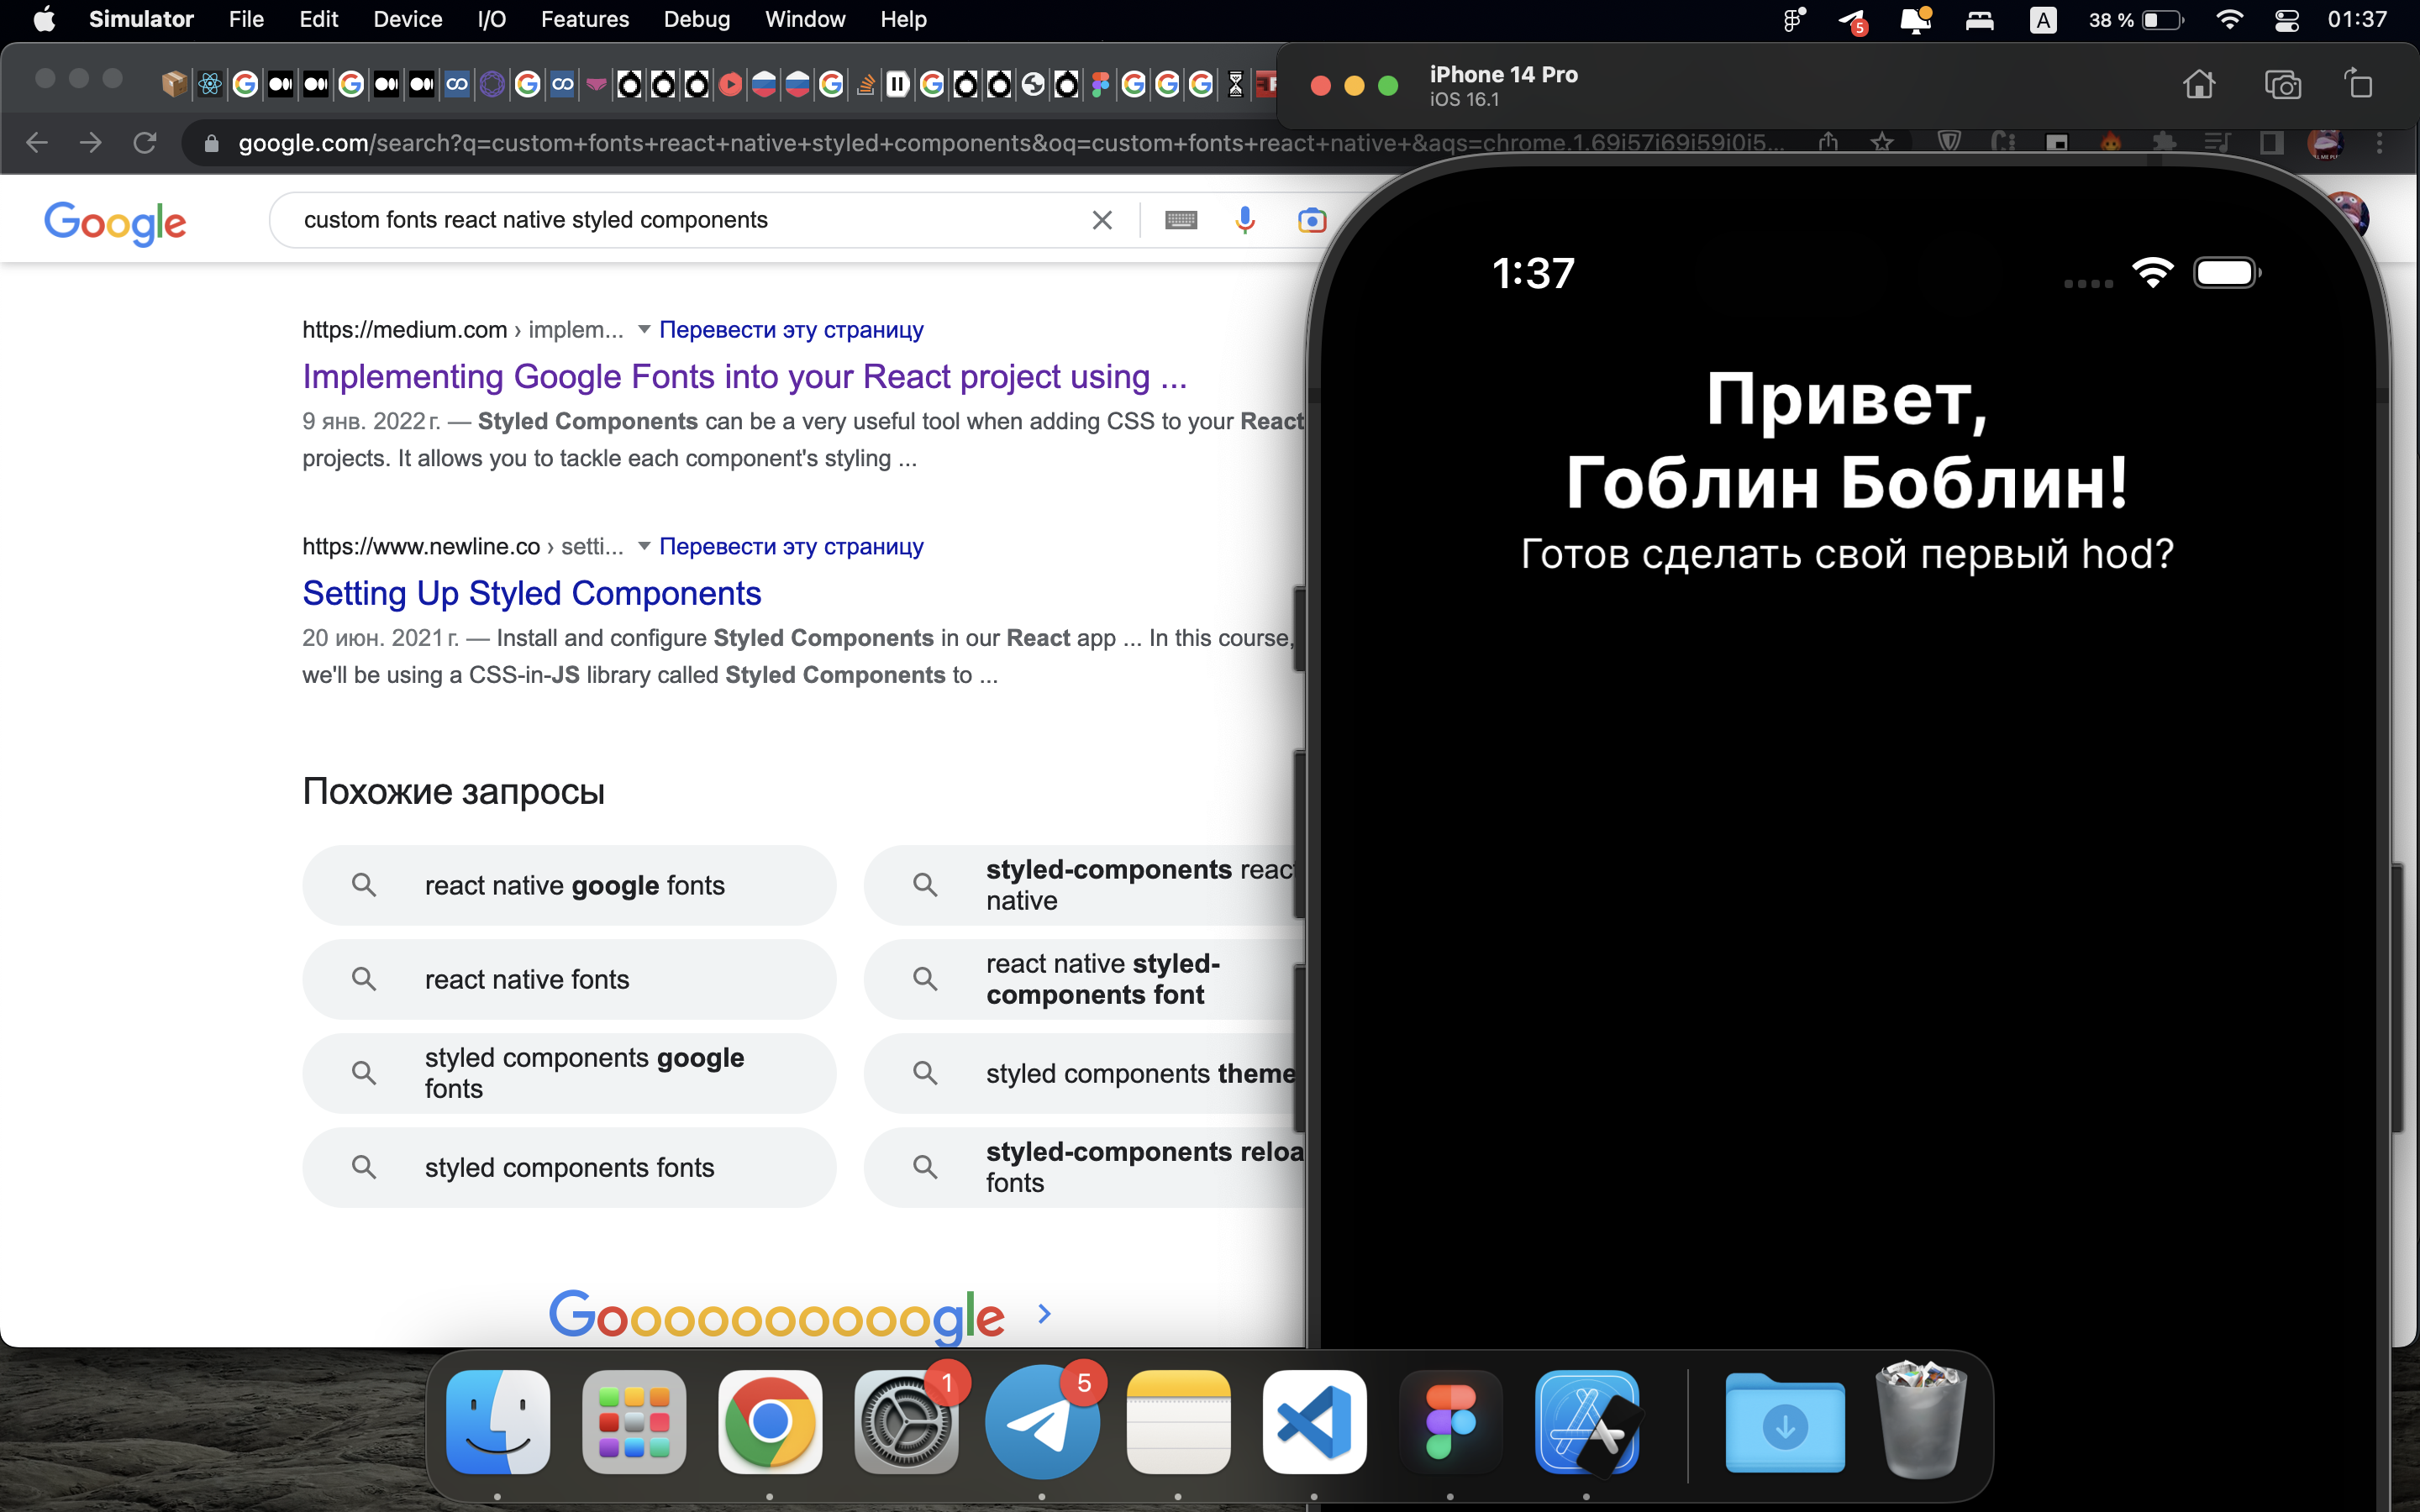 Simulator File Edit Device I/O Features Debug Window Help
5 A 38 % 01:37
iPhone 14 Pro
iOS 16.1
google.com/search?q=custom+fonts+react+native+styled+components&oq=custom+fonts+react+native+&aqs=chrome.1.69i57i69i59i0i5...
Google
custom fonts react native styled components
https://medium.com › implem... Перевести эту страницу
Implementing Google Fonts into your React project using ...
9 янв. 2022 г. — Styled Components can be a very useful tool when adding CSS to your React
projects. It allows you to tackle each component's styling ...
https://www.newline.co › setti... Перевести эту страницу
Setting Up Styled Components
20 июн. 2021 г. — Install and configure Styled Components in our React app ... In this course,
we'll be using a CSS-in-JS library called Styled Components to ...
Похожие запросы
react native google fonts
styled-components reac
native
react native fonts
react native styled-
components font
styled components google
fonts
styled components theme
styled components fonts
styled-components reloa
fonts
Goooooooooogle
1:37
Привет,
Гоблин Боблин!
Готов сделать свой первый hod?
1
5